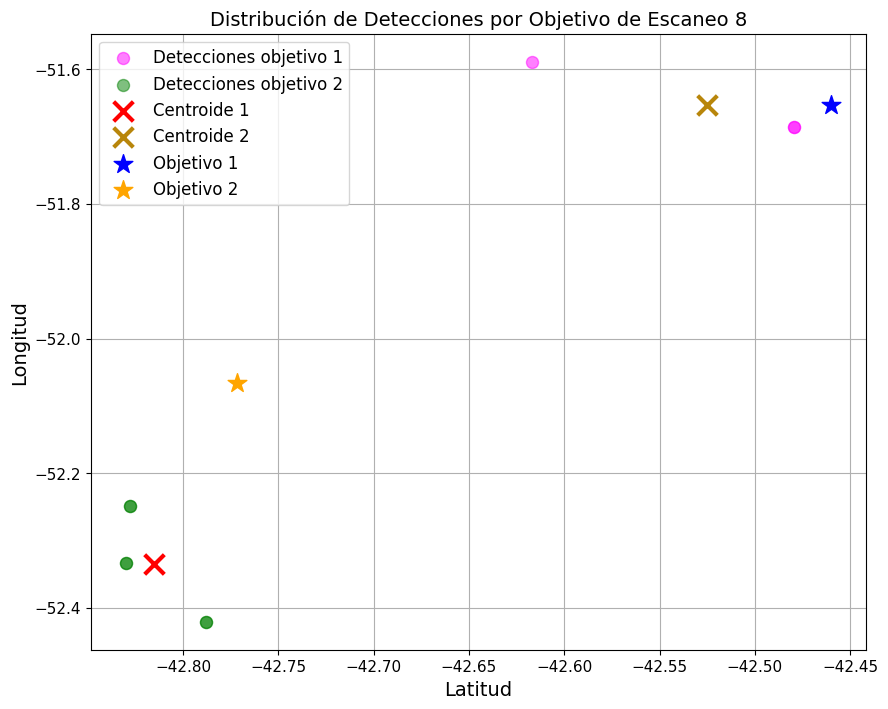 Distribución de Detecciones por Objetivo de Escaneo 8
Detecciones objetivo 1
Detecciones objetivo 2
Centroide 1
Centroide 2
Objetivo 1
Objetivo 2
Longitud
−51.6
−51.8
−52.0
−52.2
−52.4
−42.80 −42.75 −42.70 −42.65 −42.60 −42.55 −42.50 −42.45
Latitud